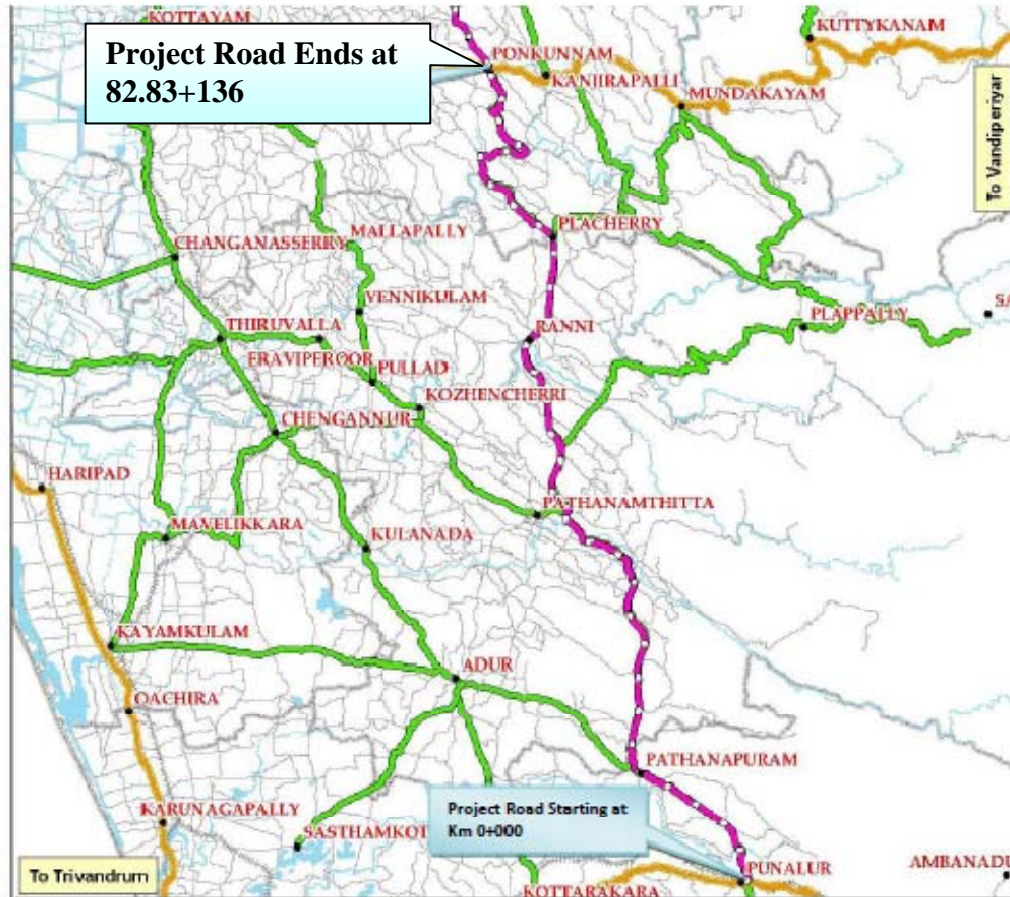 KOTTAYAM
KUTTYKANAM
Project Road Ends at
82.83+136
PONKUNNAM
KANJIRAPALLI
MUNDAKAYAM
To Vandiperiyar
PLACHERRY
MALLAPALLY
CHANGANASSERRY
VENNIKULAM
SA
PLAPPALLY
THIRUVALLA
RANNI
ERAVIPEROOR
PULLAD
KOZHENCHERRI
CHENGANNUR
HARIPAD
PATHANAMTHITTA
MAVELIKKARA
KULANADA
KAYAMKULAM
ADUR
OACHIRA
PATHANAPURAM
Project Road Starting at
Km 0+000
KARUNAGAPALLY
SASTHAMKOT
To Trivandrum
PUNALUR
AMBANADU
KOTTARAKARA